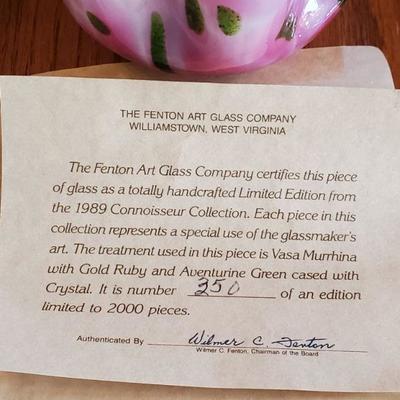 THE FENTON ART GLASS COMPANY
WILLIAMSTOWN, WEST VIRGINIA
The Fenton Art Glass Company certifies this piece
of glass as a totally handcrafted Limited Edition from
the 1989 Connoisseur Collection. Each piece in this
collection represents a special use of the glassmaker's
art. The treatment used in this piece is Vasa Murrhina
with Gold Ruby and Aventurine Green cased with
Crystal. It is number 350 of an edition
limited to 2000 pieces.
Authenticated By Wilmer C. Fenton
Wilmer C. Fenton, Chairman of the Board